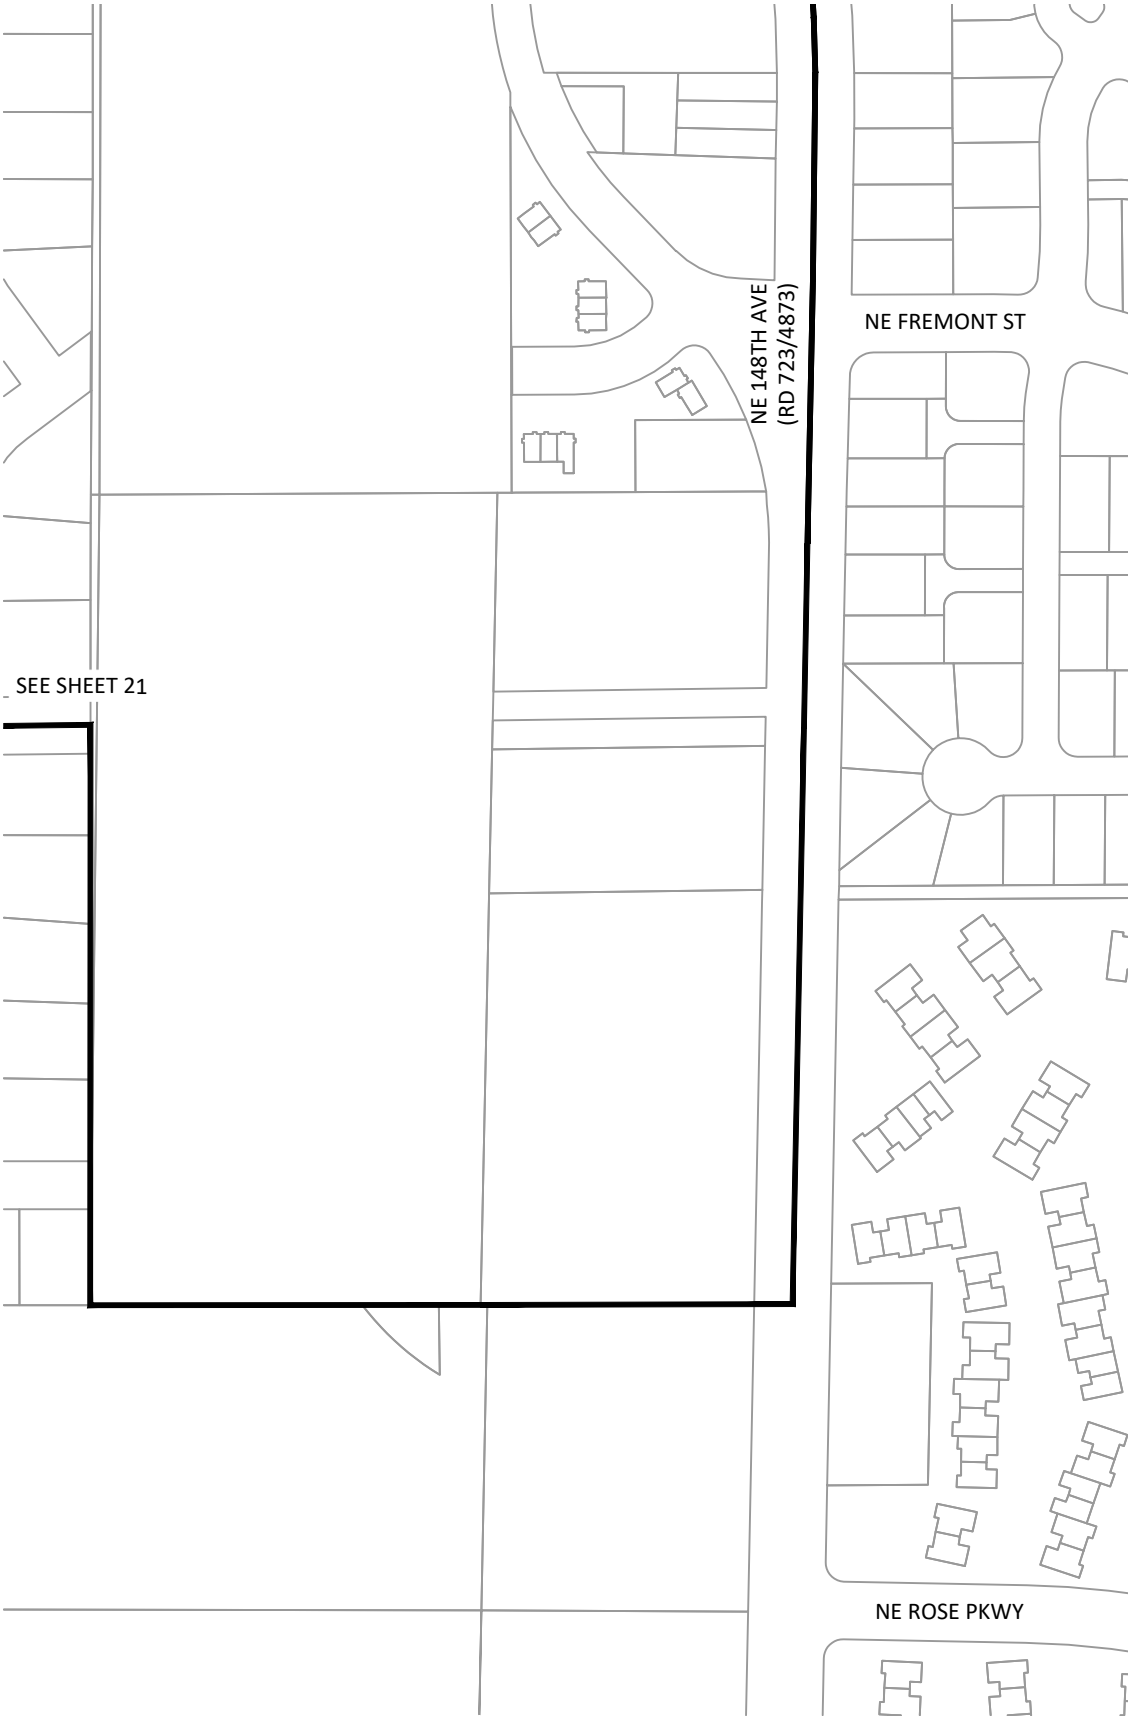 NE 148TH AVE
(RD 723/4873)
NE FREMONT ST
SEE SHEET 21
NE ROSE PKWY